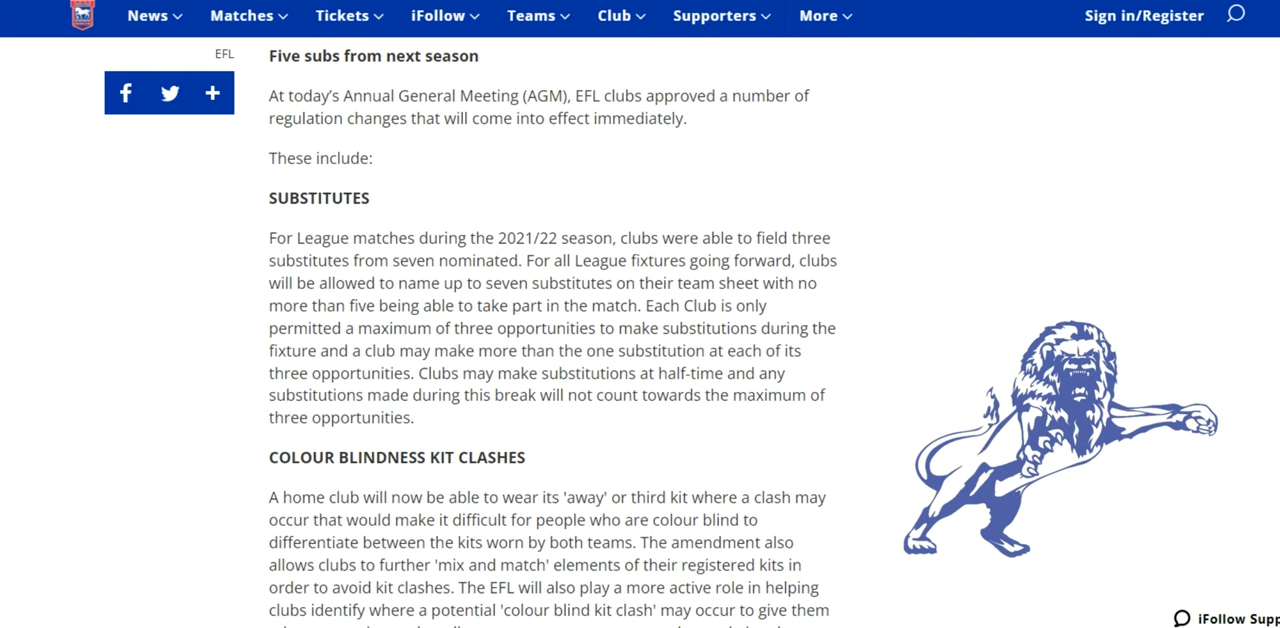 News Matches Tickets iFollow Teams Club Supporters More Sign in/Register
EFL
Five subs from next season
At today’s Annual General Meeting (AGM), EFL clubs approved a number of
regulation changes that will come into effect immediately.
These include:
SUBSTITUTES
For League matches during the 2021/22 season, clubs were able to field three
substitutes from seven nominated. For all League fixtures going forward, clubs
will be allowed to name up to seven substitutes on their team sheet with no
more than five being able to take part in the match. Each Club is only
permitted a maximum of three opportunities to make substitutions during the
fixture and a club may make more than the one substitution at each of its
three opportunities. Clubs may make substitutions at half-time and any
substitutions made during this break will not count towards the maximum of
three opportunities.
COLOUR BLINDNESS KIT CLASHES
A home club will now be able to wear its 'away' or third kit where a clash may
occur that would make it difficult for people who are colour blind to
differentiate between the kits worn by both teams. The amendment also
allows clubs to further 'mix and match' elements of their registered kits in
order to avoid kit clashes. The EFL will also play a more active role in helping
clubs identify where a potential 'colour blind kit clash' may occur to give them
iFollow Supp